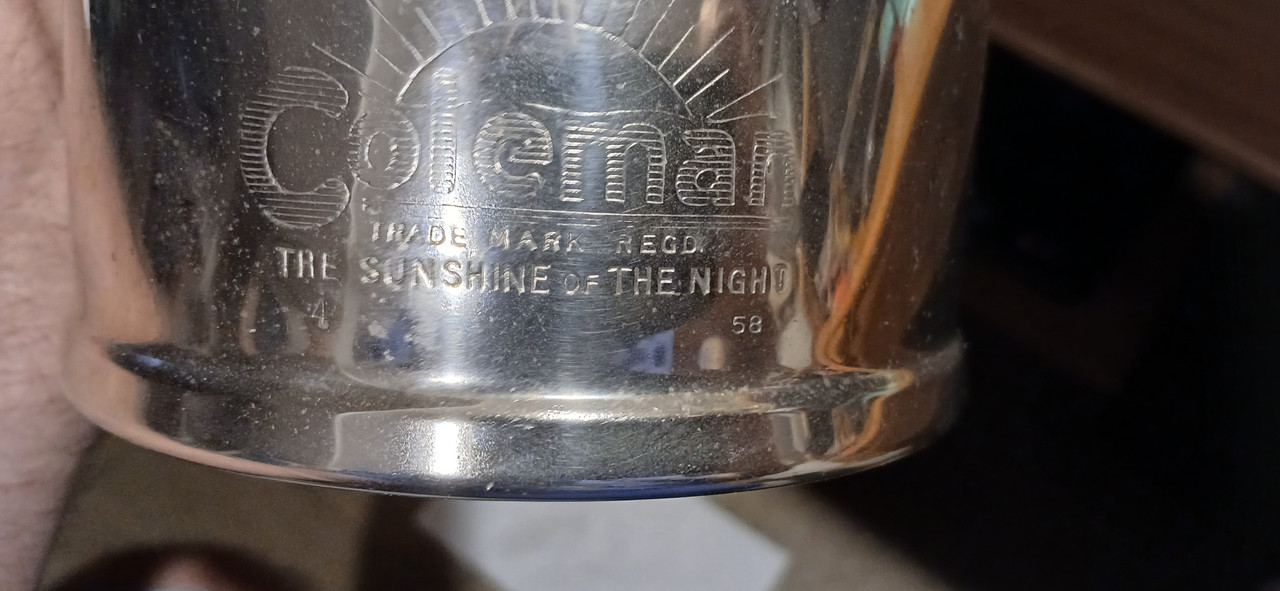 Coleman
TRADE MARK REGD.
THE SUNSHINE OF THE NIGHT
4 58